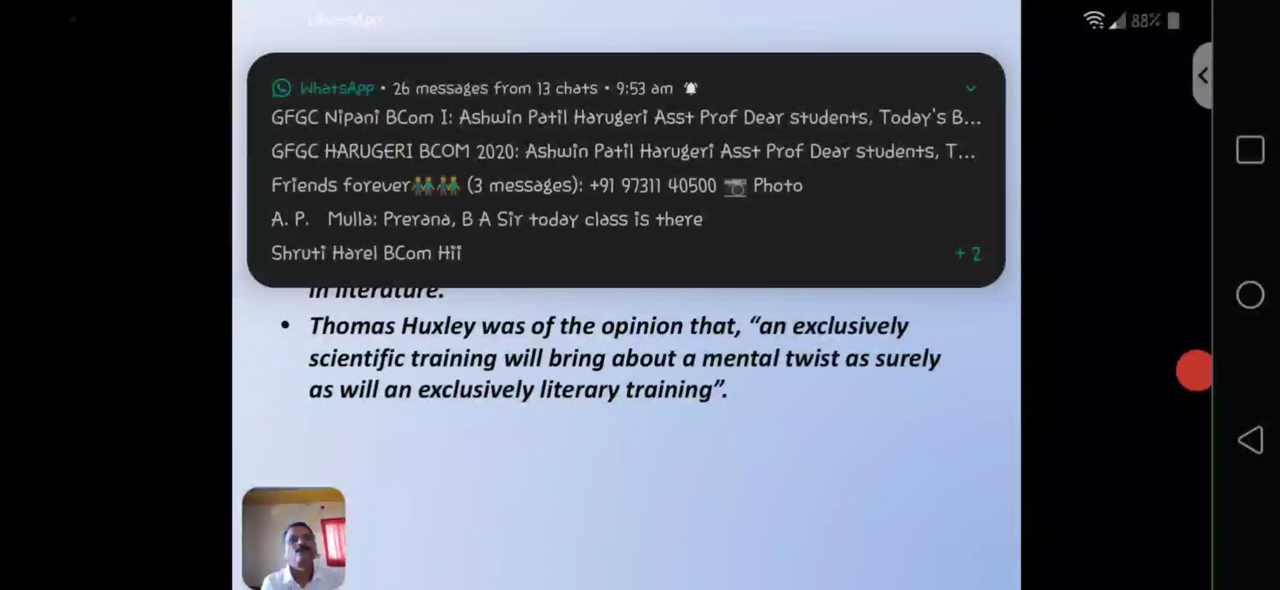 WhatsApp
88%
WhatsApp • 26 messages from 13 chats • 9:53 am
GFGC Nipani BCom I: Ashwin Patil Harugeri Asst Prof Dear students, Today's B...
GFGC HARUGERI BCOM 2020: Ashwin Patil Harugeri Asst Prof Dear students, T...
Friends forever👬👬 (3 messages): +91 97311 40500 📷 Photo
A. P. Mulla: Prerana, B A Sir today class is there
Shruti Harel BCom Hii
+ 2
in literature.
• Thomas Huxley was of the opinion that, “an exclusively
scientific training will bring about a mental twist as surely
as will an exclusively literary training”.